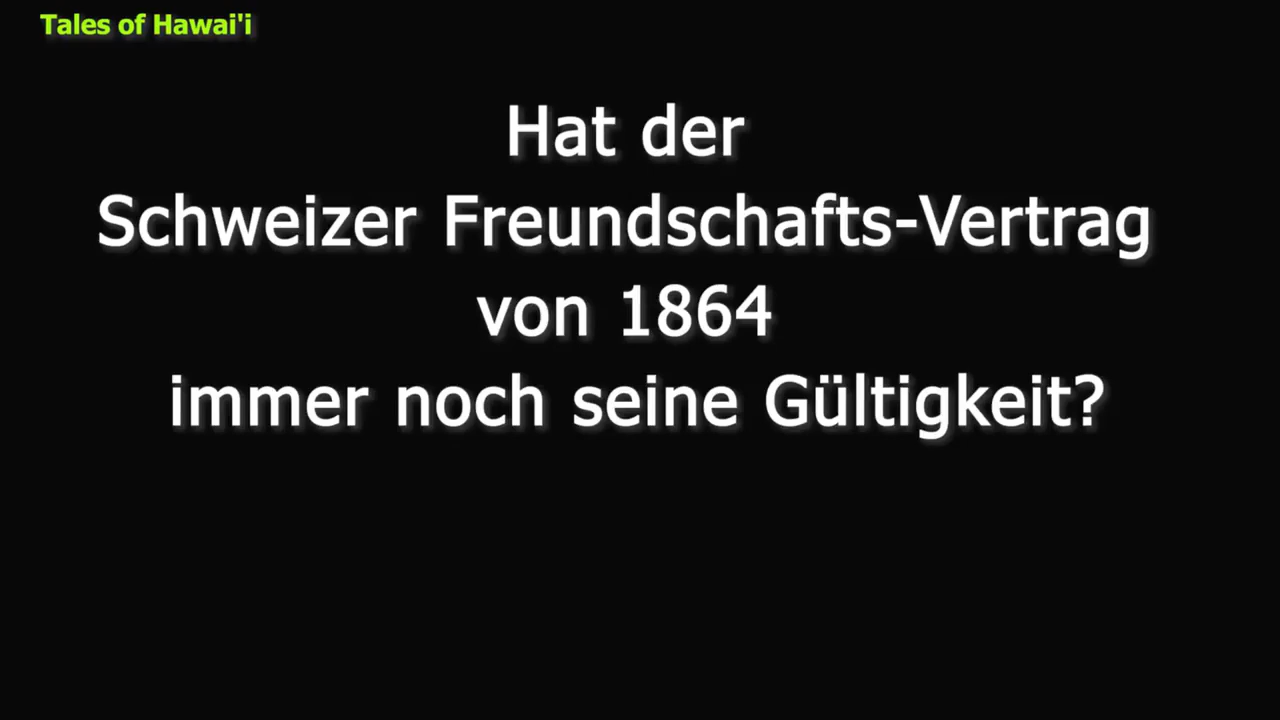 Tales of Hawai'i
Hat der
Schweizer Freundschafts-Vertrag
von 1864
immer noch seine Gültigkeit?